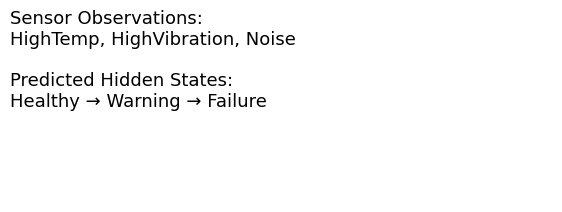 Sensor Observations:
HighTemp, HighVibration, Noise
Predicted Hidden States:
Healthy → Warning → Failure